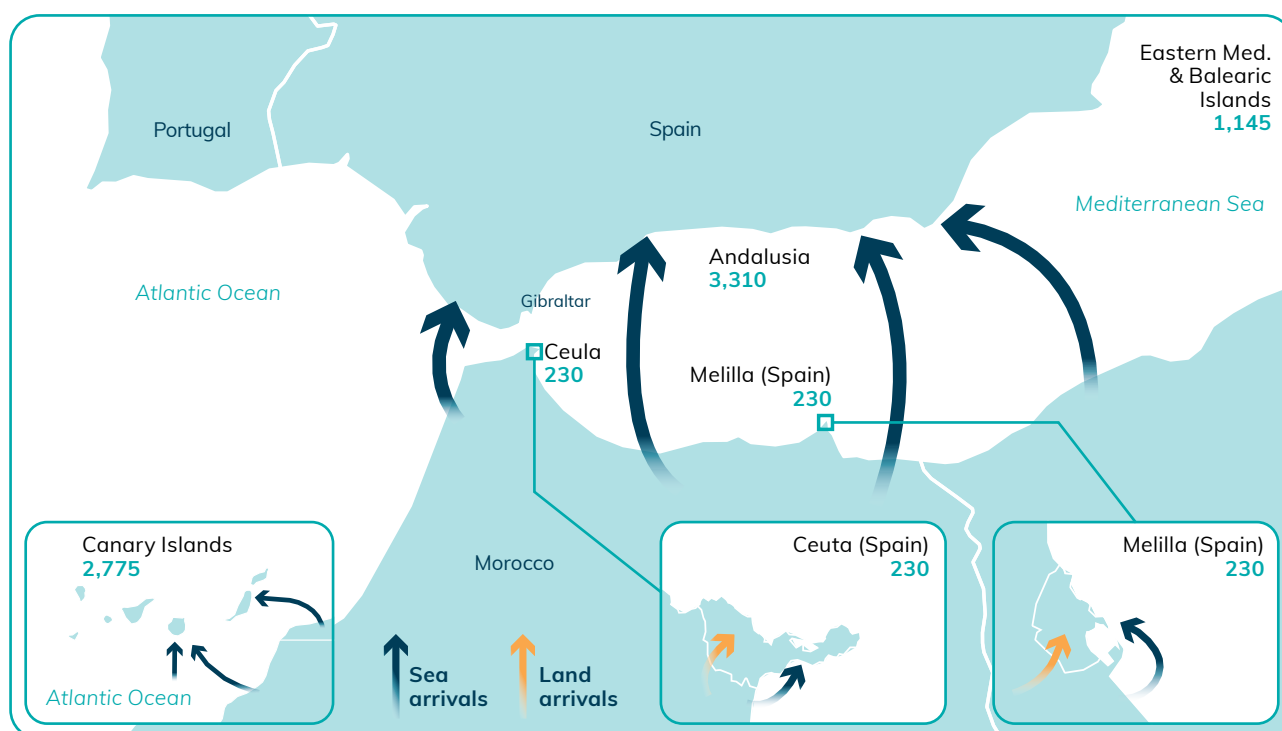 Eastern Med.
& Balearic
Islands
1,145
Portugal
Spain
Mediterranean Sea
Andalusia
3,310
Atlantic Ocean
Gibraltar
Ceula
230
Melilla (Spain)
230
Canary Islands
2,775
Atlantic Ocean
Morocco
Sea
arrivals
Land
arrivals
Ceuta (Spain)
230
Melilla (Spain)
230